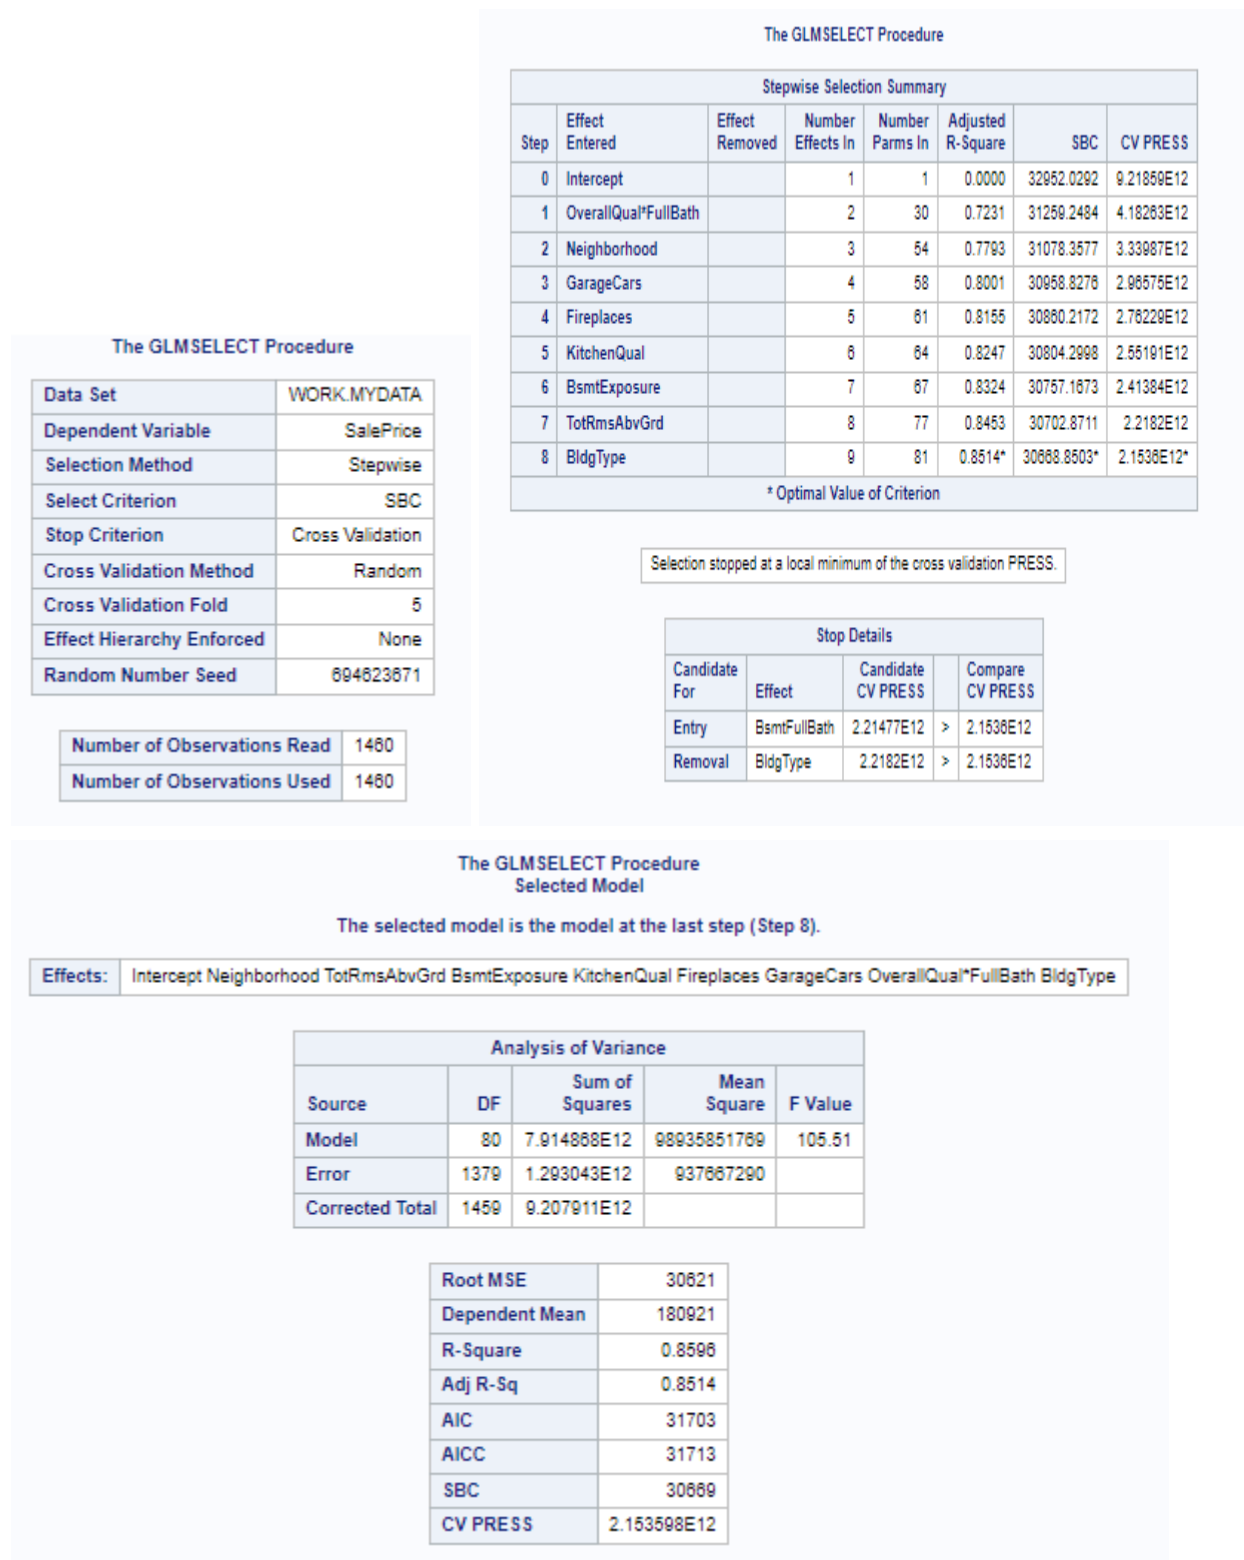 The GLMSELECT Procedure
Data Set WORK.MYDATA
Dependent Variable SalePrice
Selection Method Stepwise
Select Criterion SBC
Stop Criterion Cross Validation
Cross Validation Method Random
Cross Validation Fold 5
Effect Hierarchy Enforced None
Random Number Seed 694623671
Number of Observations Read 1460
Number of Observations Used 1460
The GLMSELECT Procedure
Stepwise Selection Summary
Step Effect Entered Effect Removed Number Effects In Number Parms In Adjusted R-Square SBC CV PRESS
0 Intercept 1 1 0.0000 32952.0292 9.21859E12
1 OverallQual*FullBath 2 30 0.7231 31259.2484 4.18263E12
2 Neighborhood 3 54 0.7793 31078.3577 3.33987E12
3 GarageCars 4 58 0.8001 30958.8276 2.96575E12
4 Fireplaces 5 61 0.8155 30860.2172 2.76229E12
5 KitchenQual 6 64 0.8247 30804.2998 2.55191E12
6 BsmtExposure 7 67 0.8324 30757.1673 2.41384E12
7 TotRmsAbvGrd 8 77 0.8453 30702.8711 2.2182E12
8 BldgType 9 81 0.8514* 30668.8503* 2.1536E12*
* Optimal Value of Criterion
Selection stopped at a local minimum of the cross validation PRESS.
Stop Details
Candidate For Effect Candidate CV PRESS Compare CV PRESS
Entry BsmtFullBath 2.21477E12 > 2.1536E12
Removal BldgType 2.2182E12 > 2.1536E12
The GLMSELECT Procedure
Selected Model
The selected model is the model at the last step (Step 8).
Effects: Intercept Neighborhood TotRmsAbvGrd BsmtExposure KitchenQual Fireplaces GarageCars OverallQual*FullBath BldgType
Analysis of Variance
Source DF Sum of Squares Mean Square F Value
Model 80 7.914868E12 98935851769 105.51
Error 1379 1.293043E12 937667290
Corrected Total 1459 9.207911E12
Root MSE 30621
Dependent Mean 180921
R-Square 0.8596
Adj R-Sq 0.8514
AIC 31703
AICC 31713
SBC 30669
CV PRESS 2.153598E12